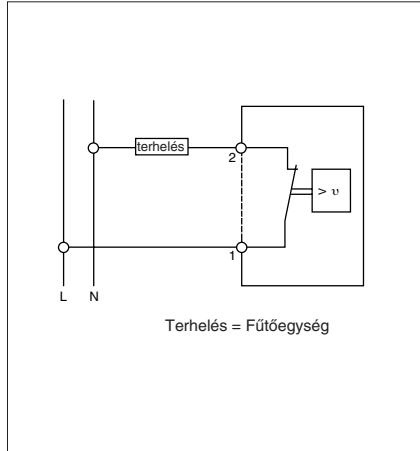 terhelés
2
> υ
1
L N
Terhelés = Fűtőegység